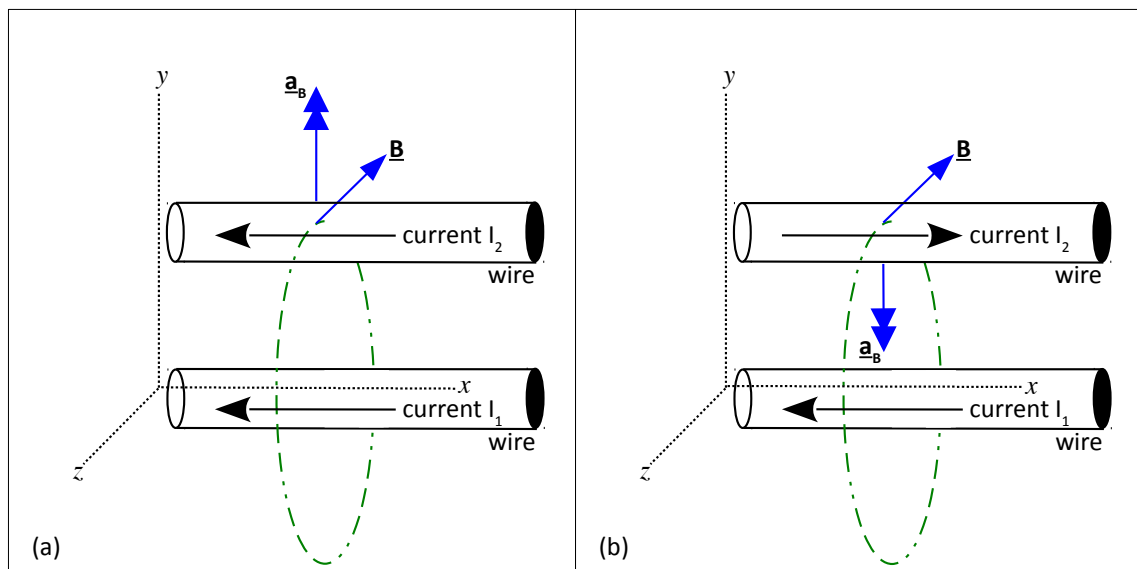 y
a_B
B
current I_2
wire
x
current I_1
wire
z
(a)
y
B
current I_2
wire
a_B
x
current I_1
wire
z
(b)